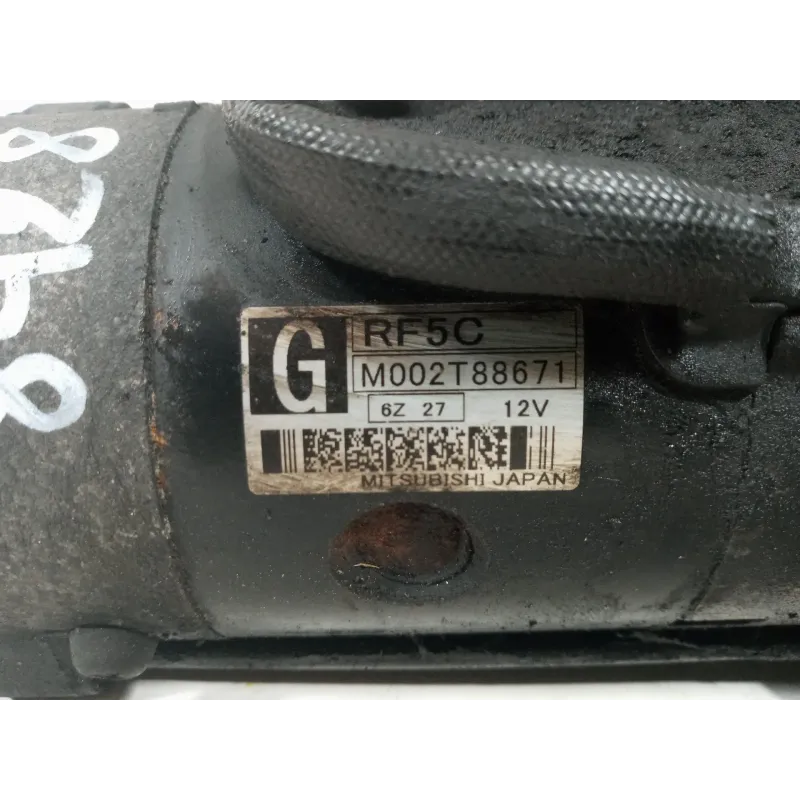 G
RF5C
M002T88671
6Z 27 12V
MITSUBISHI JAPAN